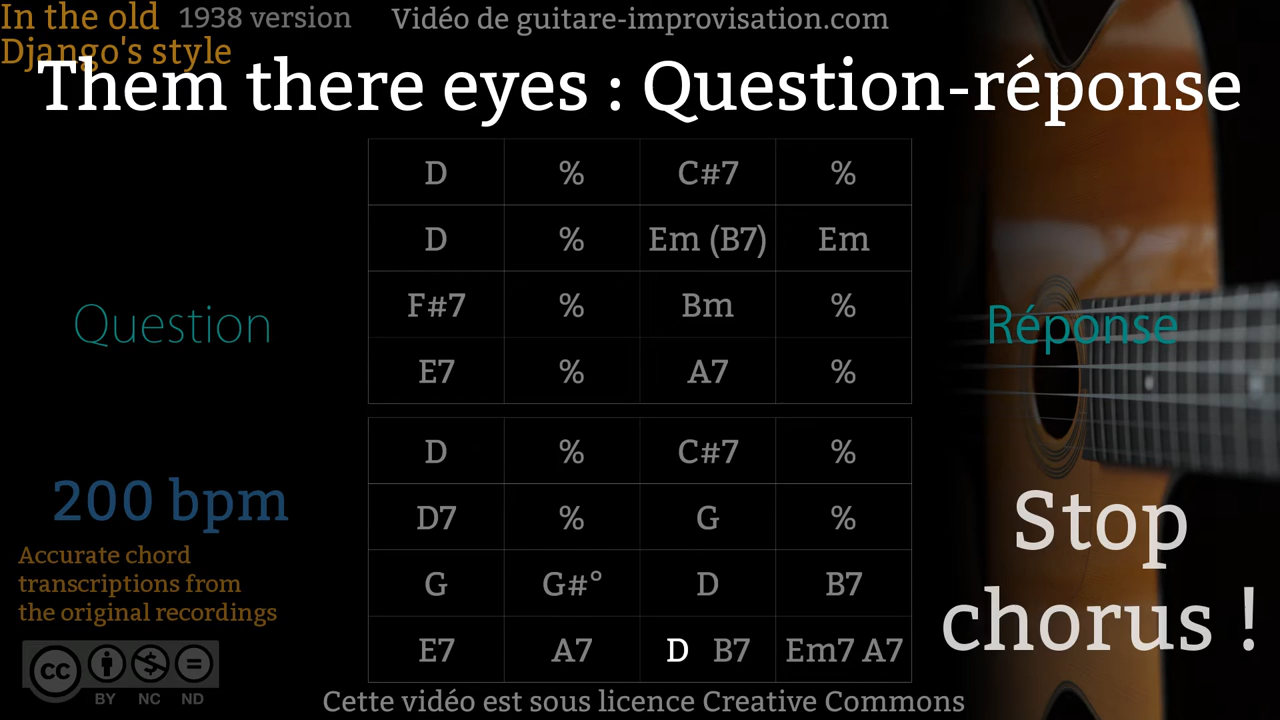 In the old
Django's style
1938 version
Vidéo de guitare-improvisation.com
Them there eyes : Question-réponse
D % C#7 %
D % Em (B7) Em
F#7 % Bm %
E7 % A7 %
Question
Réponse
D % C#7 %
D7 % G %
G G#° D B7
E7 A7 D B7 Em7 A7
200 bpm
Accurate chord
transcriptions from
the original recordings
Stop
chorus !
cc
BY NC ND
Cette vidéo est sous licence Creative Commons